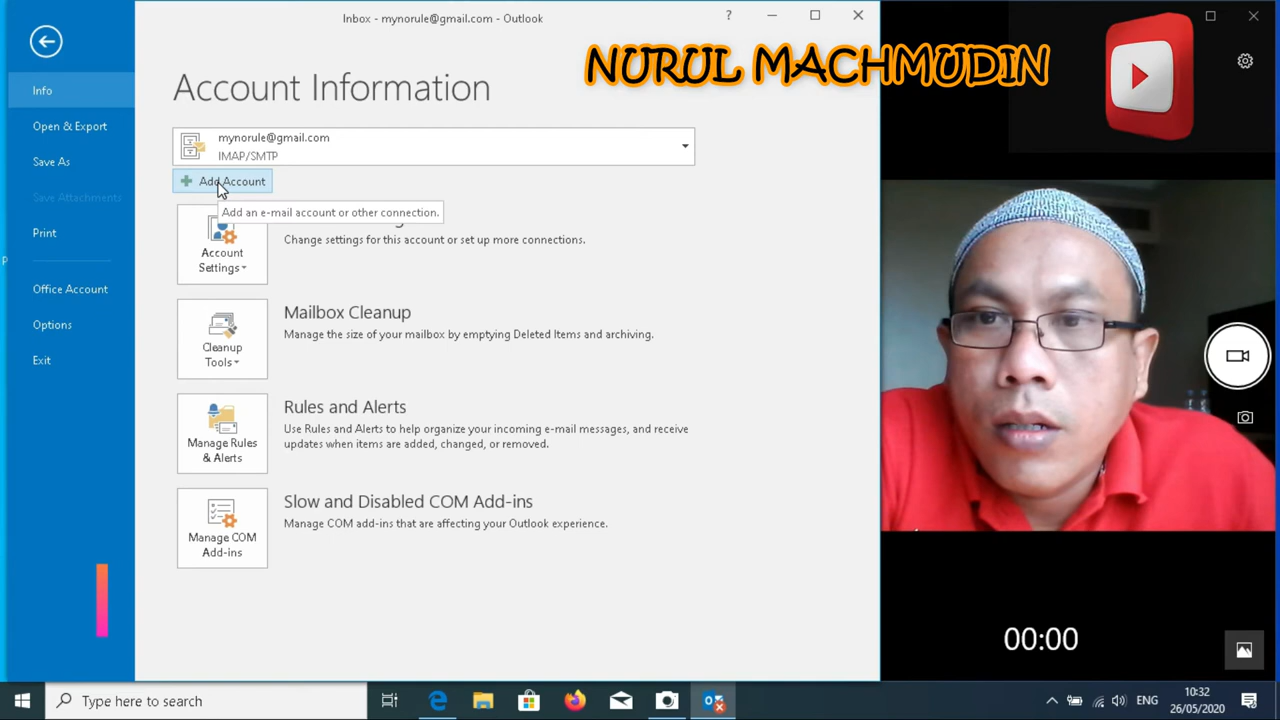 Inbox - mynorule@gmail.com - Outlook
?
NURUL MACHMUDIN
Info
Open & Export
Save As
Save Attachments
Print
Office Account
Options
Exit
Account Information
mynorule@gmail.com
IMAP/SMTP
Add Account
Add an e-mail account or other connection.
Account
Settings
Change settings for this account or set up more connections.
Cleanup
Tools
Mailbox Cleanup
Manage the size of your mailbox by emptying Deleted Items and archiving.
Manage Rules
& Alerts
Rules and Alerts
Use Rules and Alerts to help organize your incoming e-mail messages, and receive
updates when items are added, changed, or removed.
Manage COM
Add-ins
Slow and Disabled COM Add-ins
Manage COM add-ins that are affecting your Outlook experience.
00:00
Type here to search
ENG
10:32
26/05/2020